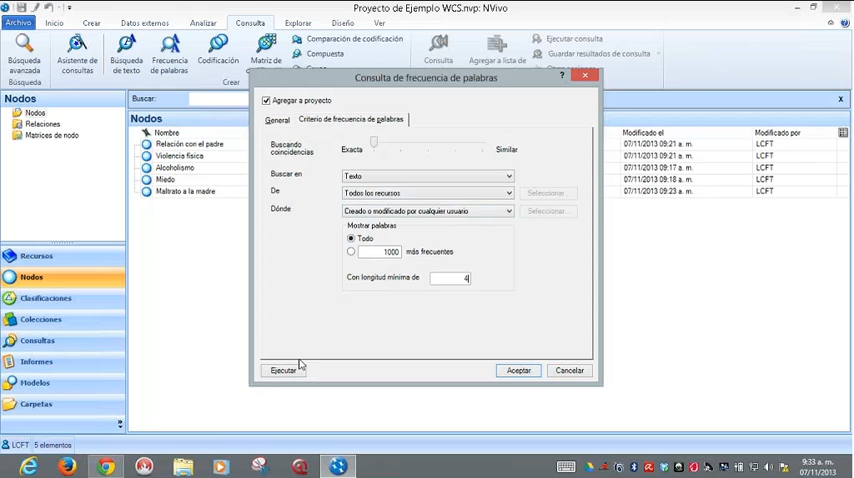 Proyecto de Ejemplo WCS.nvp: NVivo
Archivo Inicio Crear Datos externos Analizar Consulta Explorar Diseño Ver
Búsqueda avanzada
Asistente de consultas
Búsqueda de texto
Frecuencia de palabras
Codificación
Matriz de
Comparación de codificación
Compuesta
Consulta
Agregar a lista de
Ejecutar consulta
Guardar resultados de consulta
Búsqueda
Crear
Consulta de frecuencia de palabras
? x
Nodos
Buscar:
x
Nodos
Relaciones
Matrices de nodo
Nodos
Nombre
Modificado el
Modificado por
Relación con el padre
07/11/2013 09:21 a. m.
LCFT
Violencia física
07/11/2013 09:21 a. m.
LCFT
Alcoholismo
07/11/2013 09:21 a. m.
LCFT
Miedo
07/11/2013 09:18 a. m.
LCFT
Maltrato a la madre
07/11/2013 09:23 a. m.
LCFT
Agregar a proyecto
General
Criterio de frecuencia de palabras
Buscando coincidencias
Exacta
Similar
Buscar en
Texto
De
Todos los recursos
Seleccionar...
Dónde
Creado o modificado por cualquier usuario
Seleccionar...
Mostrar palabras
Todo
1000
más frecuentes
Con longitud mínima de
4
Ejecutar
Aceptar
Cancelar
Recursos
Nodos
Clasificaciones
Colecciones
Consultas
Informes
Modelos
Carpetas
LCFT 5 elementos
9:33 a. m.
07/11/2013